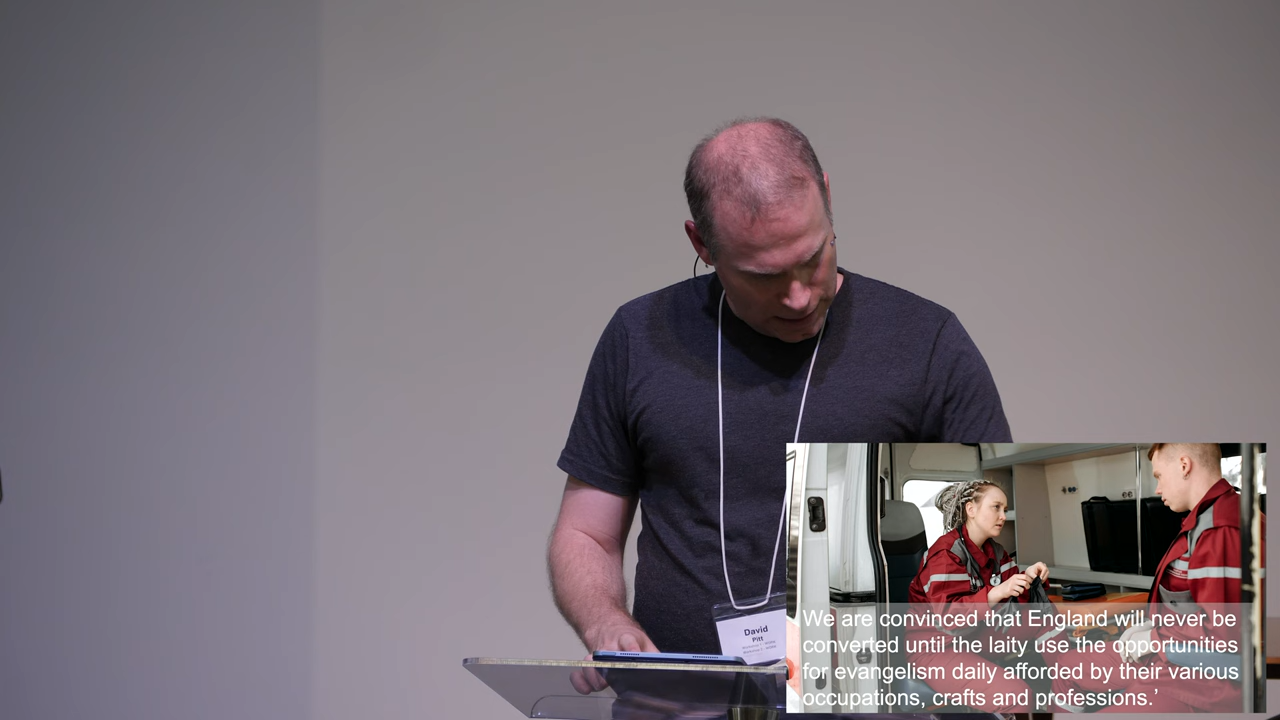 David
Pitt
We are convinced that England will never be
converted until the laity use the opportunities
for evangelism daily afforded by their various
occupations, crafts and professions.’